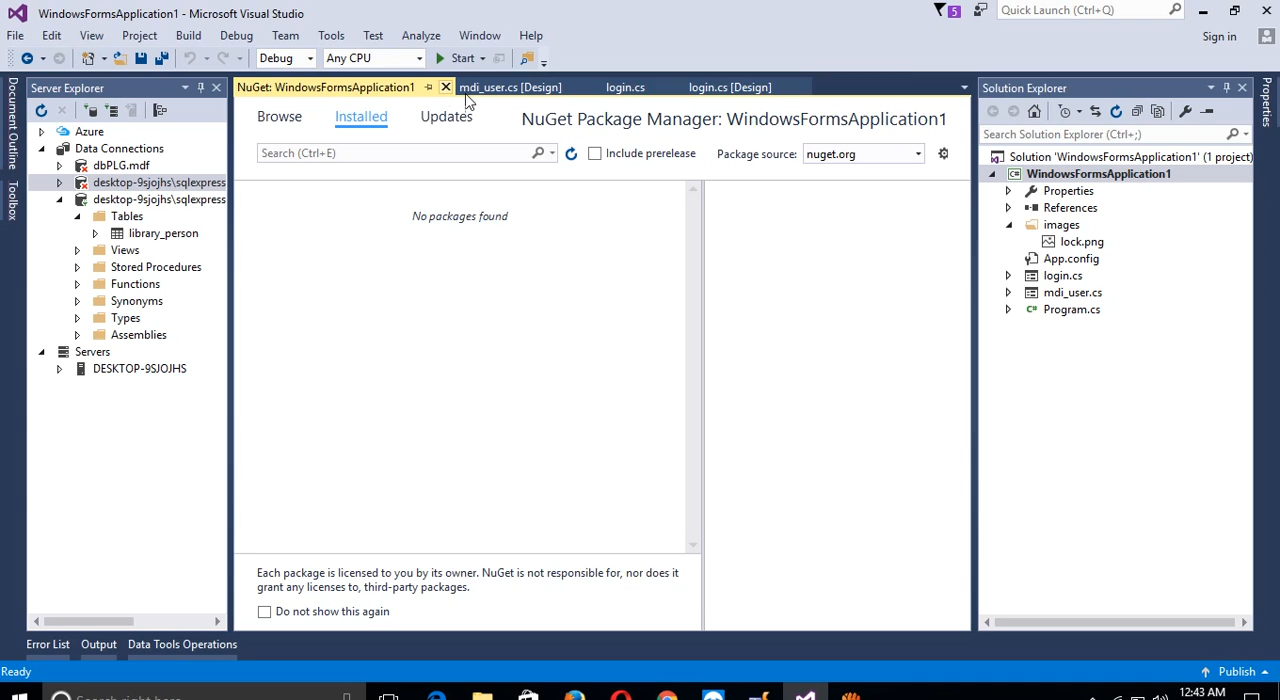 WindowsFormsApplication1 - Microsoft Visual Studio
5
Quick Launch (Ctrl+Q)
File Edit View Project Build Debug Team Tools Test Analyze Window Help
Sign in
Debug Any CPU Start
Document Outline
Toolbox
Server Explorer
Azure
Data Connections
dbPLG.mdf
desktop-9sjojhs\sqlexpress
desktop-9sjojhs\sqlexpress
Tables
library_person
Views
Stored Procedures
Functions
Synonyms
Types
Assemblies
Servers
DESKTOP-9SJOJHS
NuGet: WindowsFormsApplication1 mdi_user.cs [Design] login.cs login.cs [Design]
Browse Installed Updates NuGet Package Manager: WindowsFormsApplication1
Search (Ctrl+E) Include prerelease Package source: nuget.org
No packages found
Each package is licensed to you by its owner. NuGet is not responsible for, nor does it
grant any licenses to, third-party packages.
Do not show this again
Solution Explorer
Search Solution Explorer (Ctrl+;)
Solution 'WindowsFormsApplication1' (1 project)
WindowsFormsApplication1
Properties
References
images
lock.png
App.config
login.cs
mdi_user.cs
Program.cs
Properties
Error List Output Data Tools Operations
Ready
Publish
12:43 AM